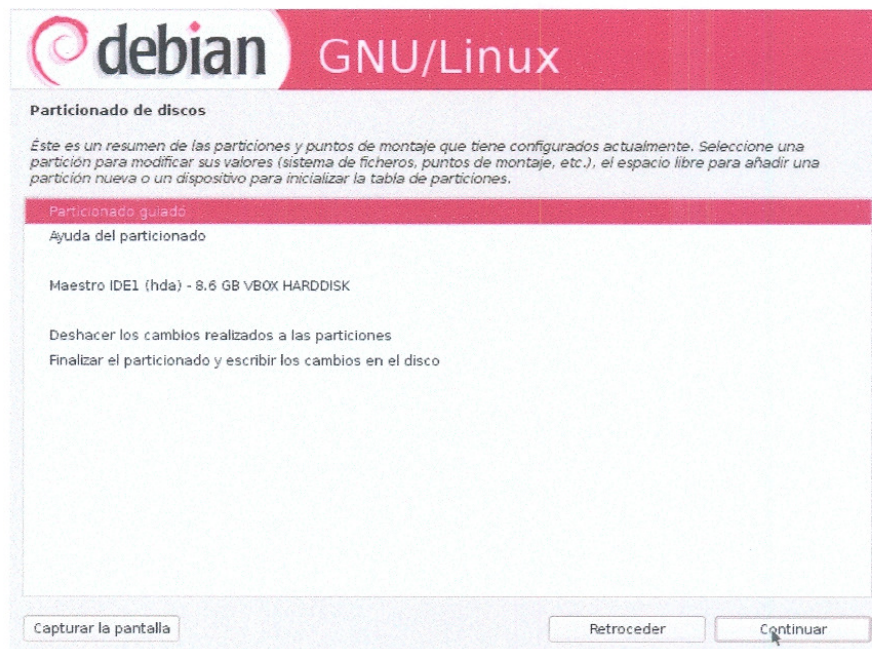 debian GNU/Linux
Particionado de discos
Éste es un resumen de las particiones y puntos de montaje que tiene configurados actualmente. Seleccione una
partición para modificar sus valores (sistema de ficheros, puntos de montaje, etc.), el espacio libre para añadir una
partición nueva o un dispositivo para inicializar la tabla de particiones.
Particionado guiado
Ayuda del particionado
Maestro IDE1 (hda) - 8.6 GB VBOX HARDDISK
Deshacer los cambios realizados a las particiones
Finalizar el particionado y escribir los cambios en el disco
Capturar la pantalla
Retroceder
Continuar